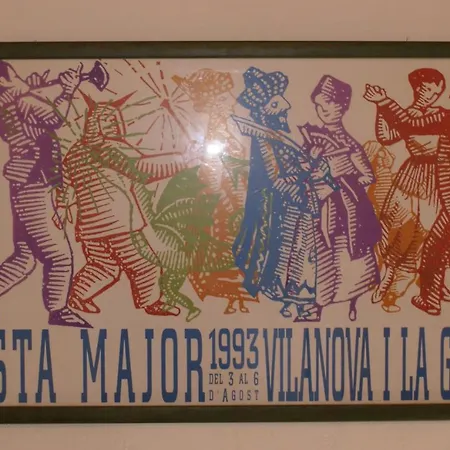 STA MAJOR 1993 VILANOVA I LA G
DEL 3 AL 6
D'AGOST